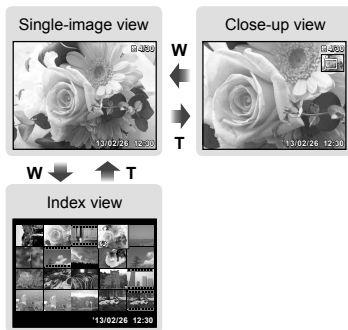 Single-image view
Close-up view
4/30
'13/02/26 12:30
W
T
4/30
'13/02/26 12:30
W
T
Index view
'13/02/26 12:30